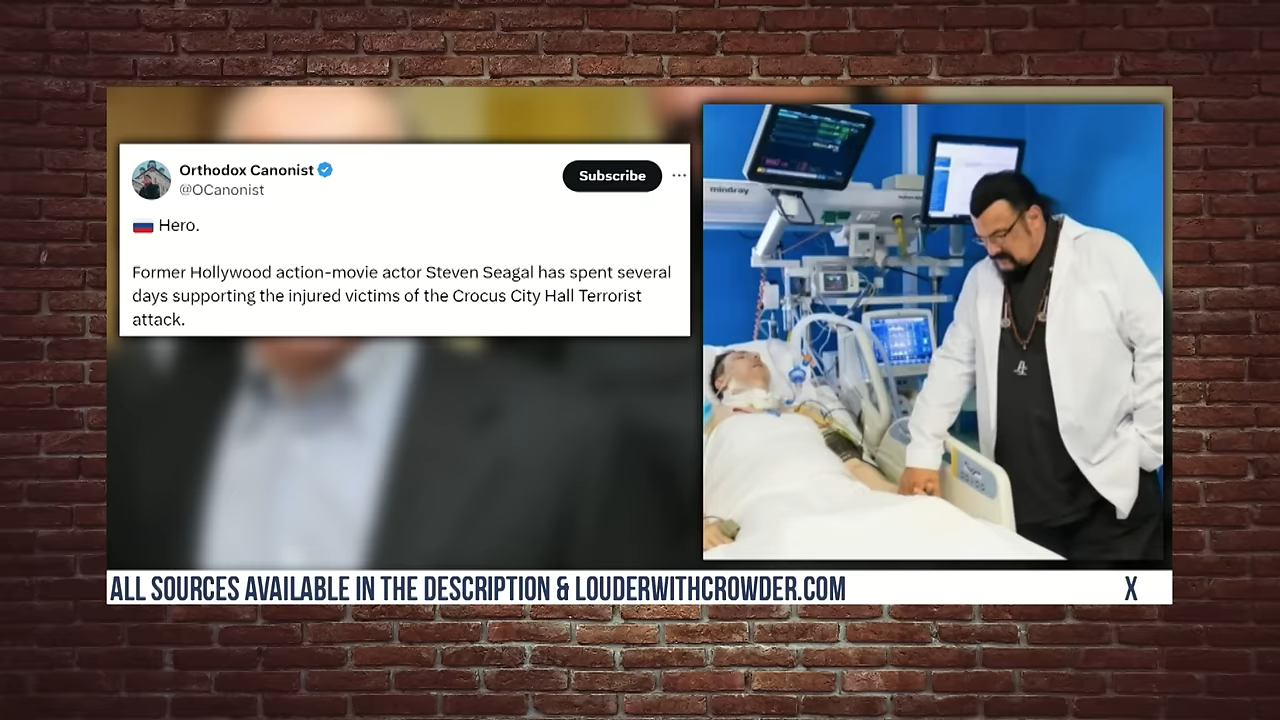 Orthodox Canonist
@OCanonist
Subscribe
🇷🇺 Hero.
Former Hollywood action-movie actor Steven Seagal has spent several
days supporting the injured victims of the Crocus City Hall Terrorist
attack.
mindray
ALL SOURCES AVAILABLE IN THE DESCRIPTION & LOUDERWITHCROWDER.COM
X